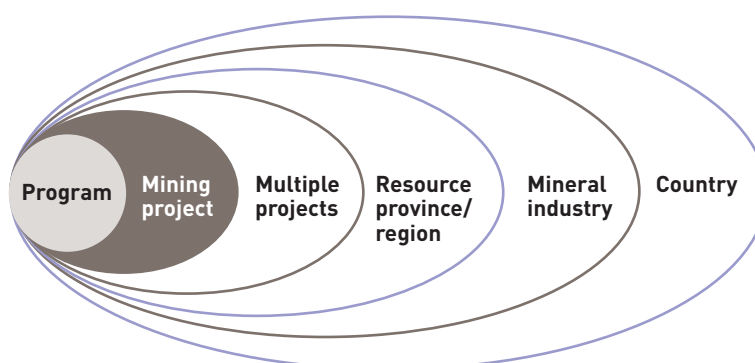 Program
Mining
project
Multiple
projects
Resource
province/
region
Mineral
industry
Country